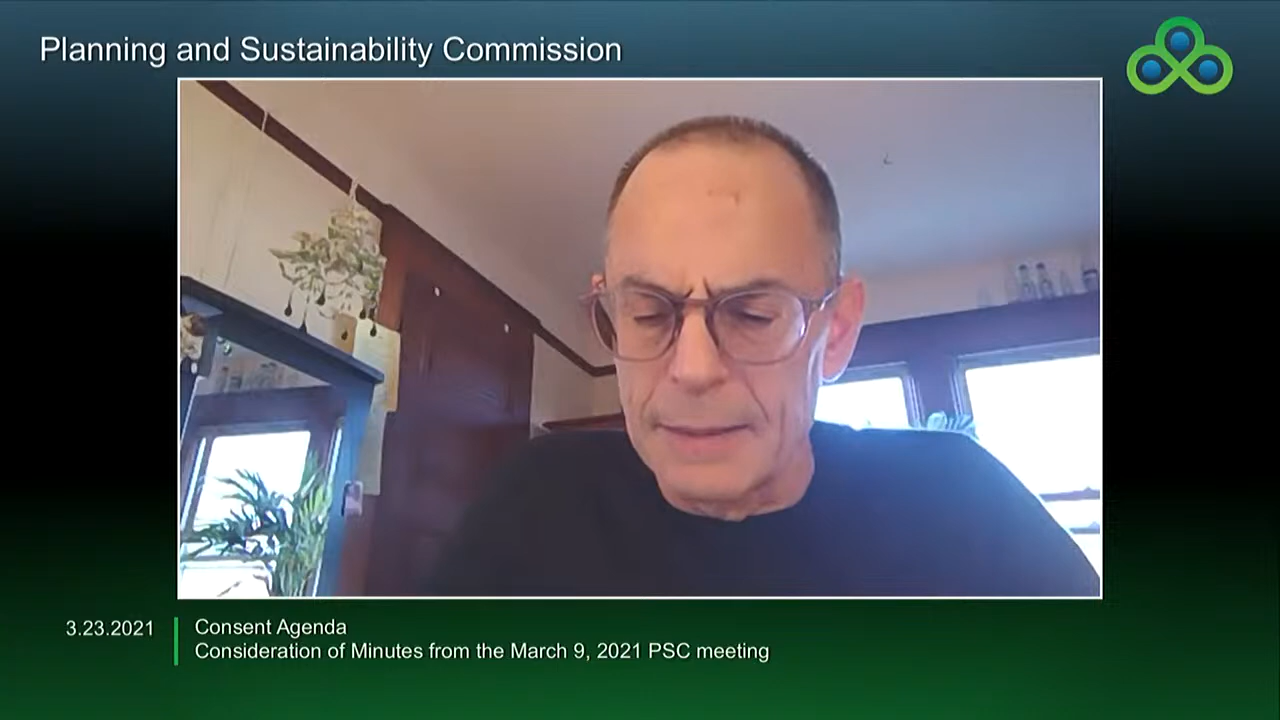 Planning and Sustainability Commission
3.23.2021
Consent Agenda
Consideration of Minutes from the March 9, 2021 PSC meeting